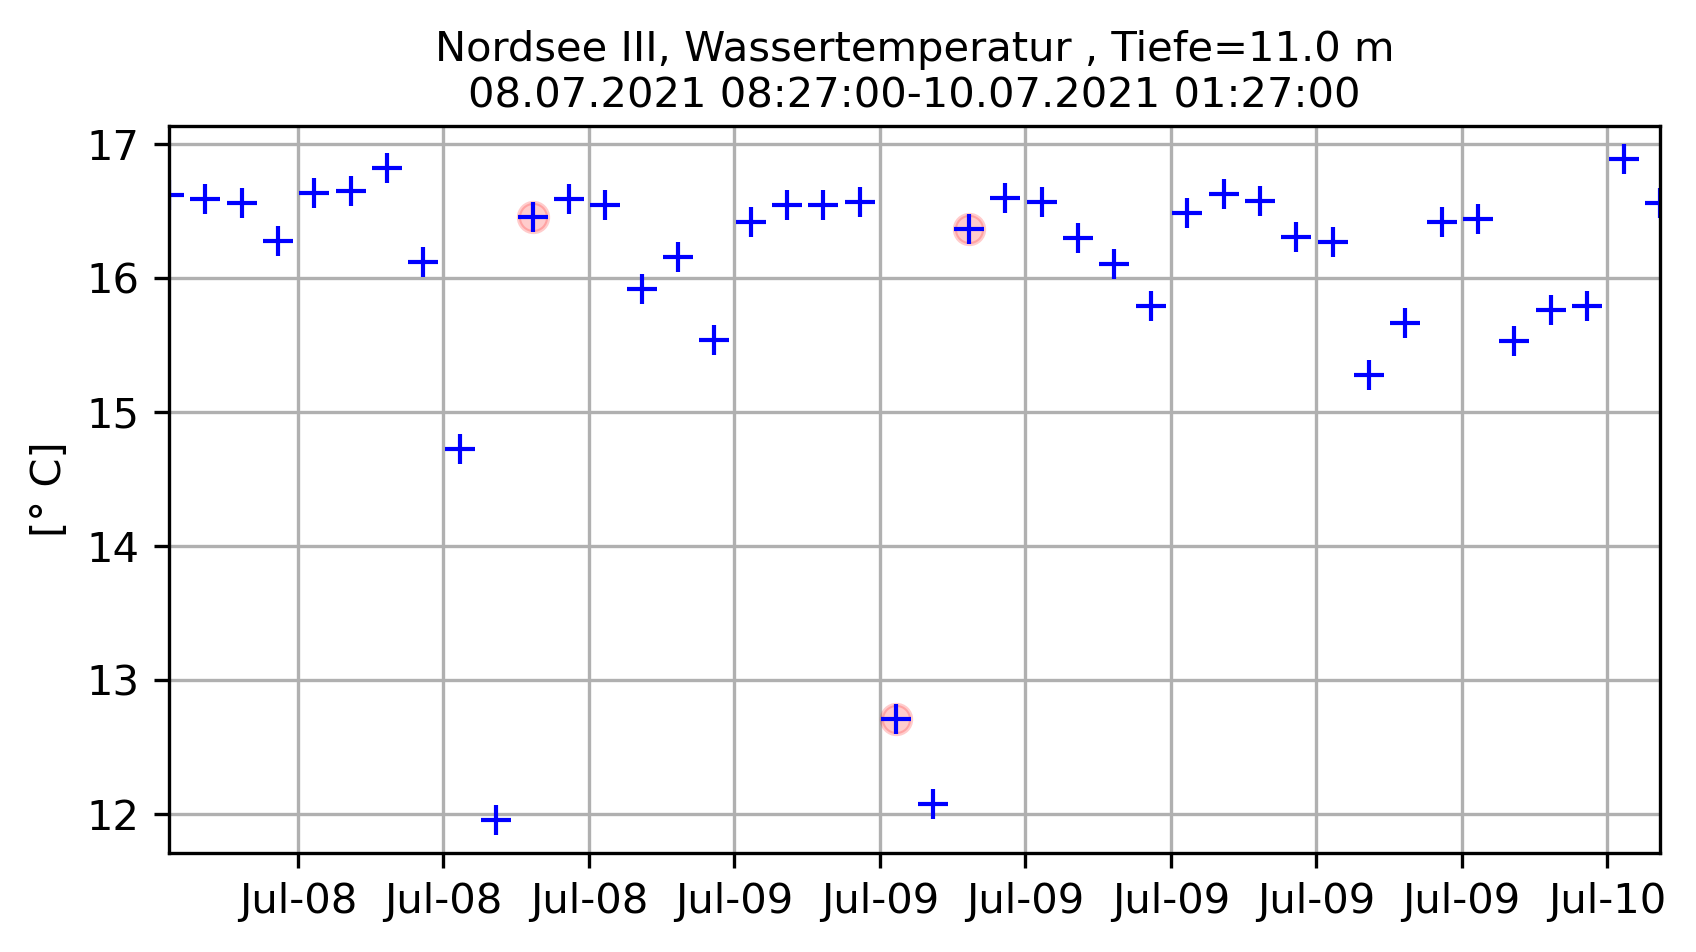 Nordsee III, Wassertemperatur , Tiefe=11.0 m
08.07.2021 08:27:00-10.07.2021 01:27:00
17
16
15
14
13
12
[° C]
Jul-08 Jul-08 Jul-08 Jul-09 Jul-09 Jul-09 Jul-09 Jul-09 Jul-09 Jul-10